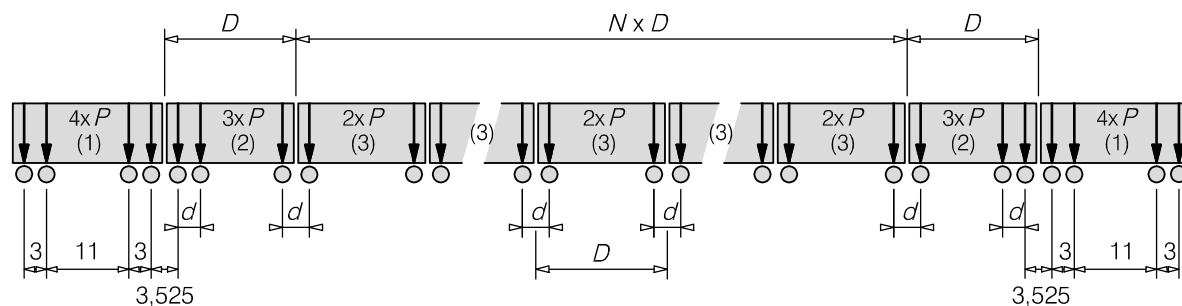 D N x D D
4x P 3x P 2x P 2x P 2x P 3x P 4x P
(1) (2) (3) (3) (3) (3) (3) (2) (1)
d d d d d d
3 11 3 D 3 11 3
3,525 3,525